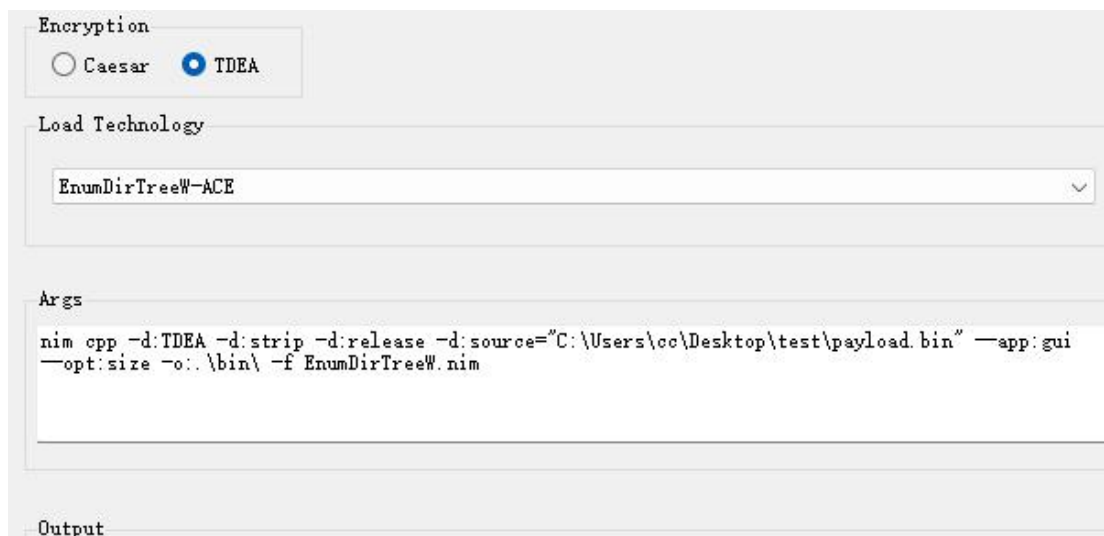 Encryption
Caesar TDEA
Load Technology
EnumDirTreeW-ACE
Args
nim cpp -d:TDEA -d:strip -d:release -d:source="C:\Users\cc\Desktop\test\payload.bin" --app:gui
--opt:size -o:.\bin\ -f EnumDirTreeW.nim
Output